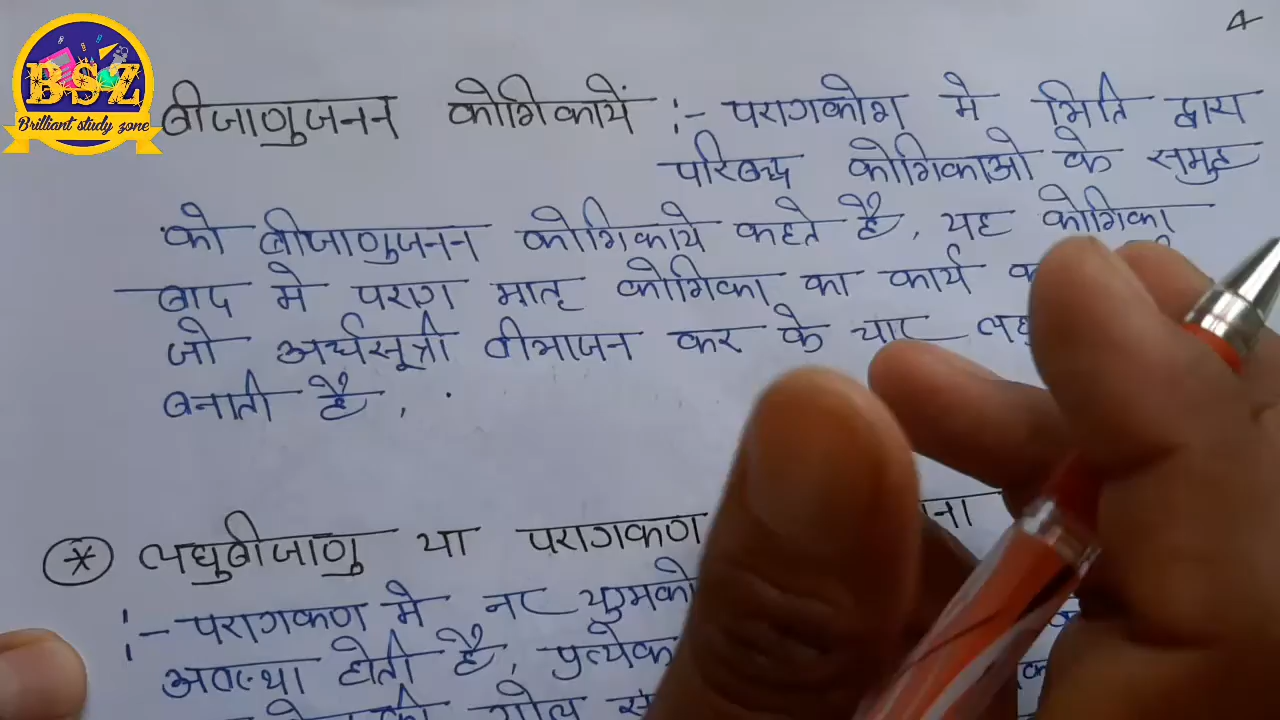 4
BSZ
Brilliant study zone
बीजाणुजनन कोशिकायें :- परागकोश मे भिति द्वारा
परिबद्ध कोशिकाओ के समुह
को बीजाणुजनन कोशिकाये कहते है, यह कोशिका
बाद मे पराग मातृ कोशिका का कार्य
जो अर्धसूत्री वीभाजन कर के चार
बनाती है,
* लघुबीजाणु या परागकण
:- परागकण मे नर
अवस्था होती है, प्रत्येक
गोल